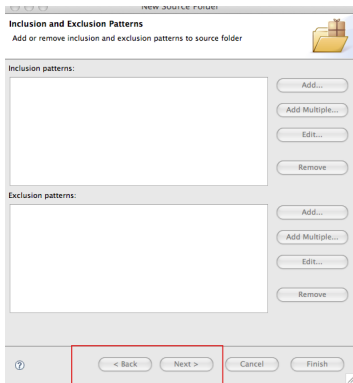 New Source Folder
Inclusion and Exclusion Patterns
Add or remove inclusion and exclusion patterns to source folder
Inclusion patterns:
Add...
Add Multiple...
Edit...
Remove
Exclusion patterns:
Add...
Add Multiple...
Edit...
Remove
?
< Back
Next >
Cancel
Finish